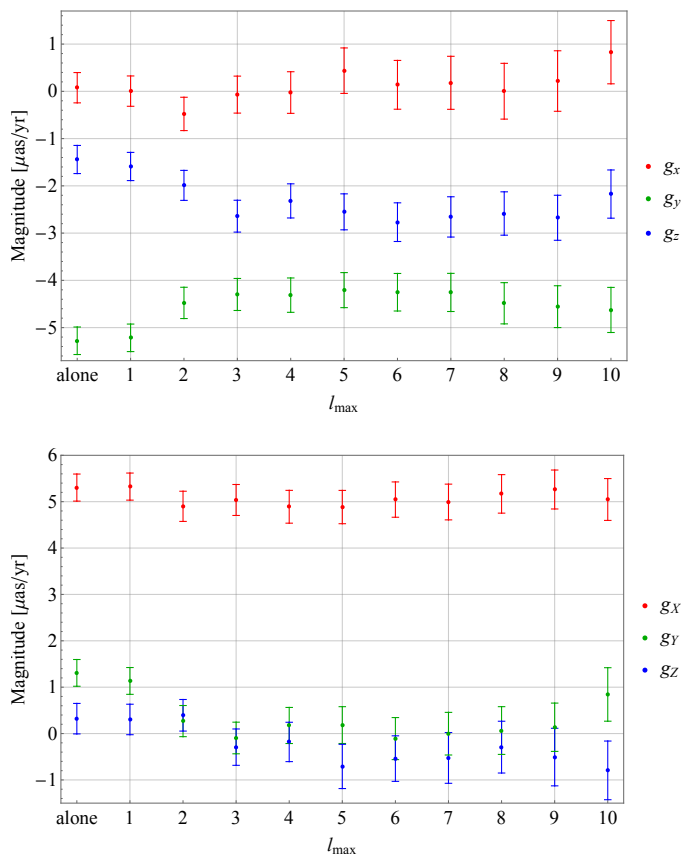 1
0
-1
-2
-3
-4
-5
Magnitude [μas/yr]
alone 1 2 3 4 5 6 7 8 9 10
l_max
g_x
g_y
g_z
6
5
4
3
2
1
0
-1
Magnitude [μas/yr]
alone 1 2 3 4 5 6 7 8 9 10
l_max
g_X
g_Y
g_Z